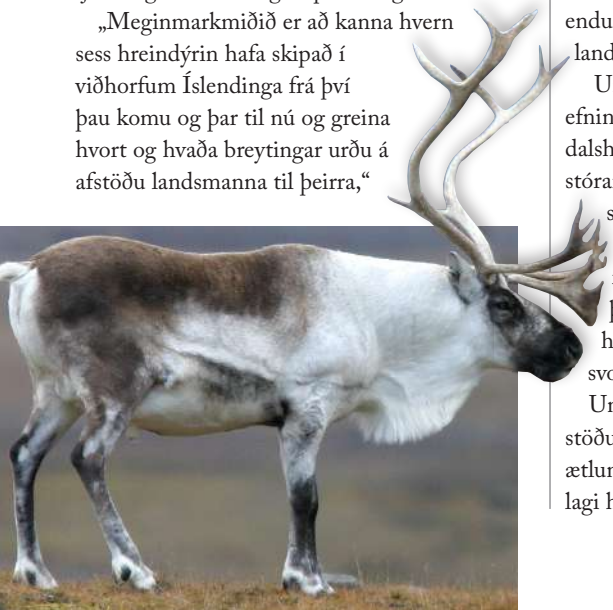 „Meginmarkmiðið er að kanna hvern
sess hreindýrin hafa skipað í
viðhorfum Íslendinga frá því
þau komu og þar til nú og greina
hvort og hvaða breytingar urðu á
afstöðu landsmanna til þeirra,“
endu
land
U
efnin
dalsh
stóra
s
h
svo
Un
stöðu
ætlun
lagi h